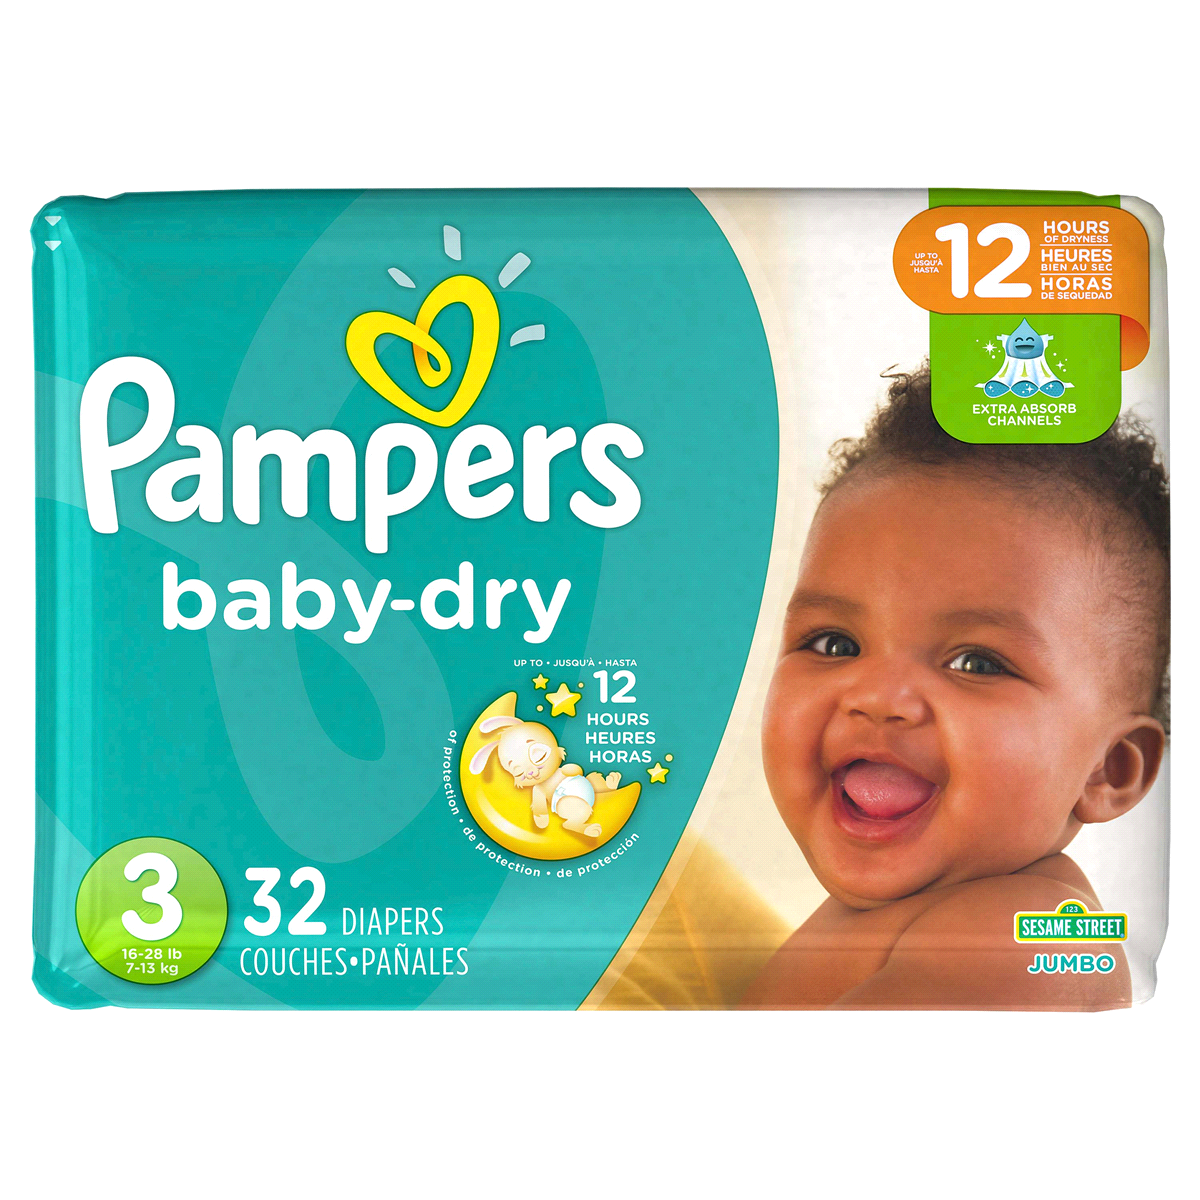 UP TO
JUSQU'À
HASTA
12
HOURS
OF DRYNESS
HEURES
BIEN AU SEC
HORAS
DE SEQUEDAD
EXTRA ABSORB
CHANNELS
Pampers
baby-dry
UP TO • JUSQU'À • HASTA
12
HOURS
HEURES
HORAS
of protection • de protection • de protección
3
16-28 lb
7-13 kg
32 DIAPERS
COUCHES•PAÑALES
123
SESAME STREET
JUMBO